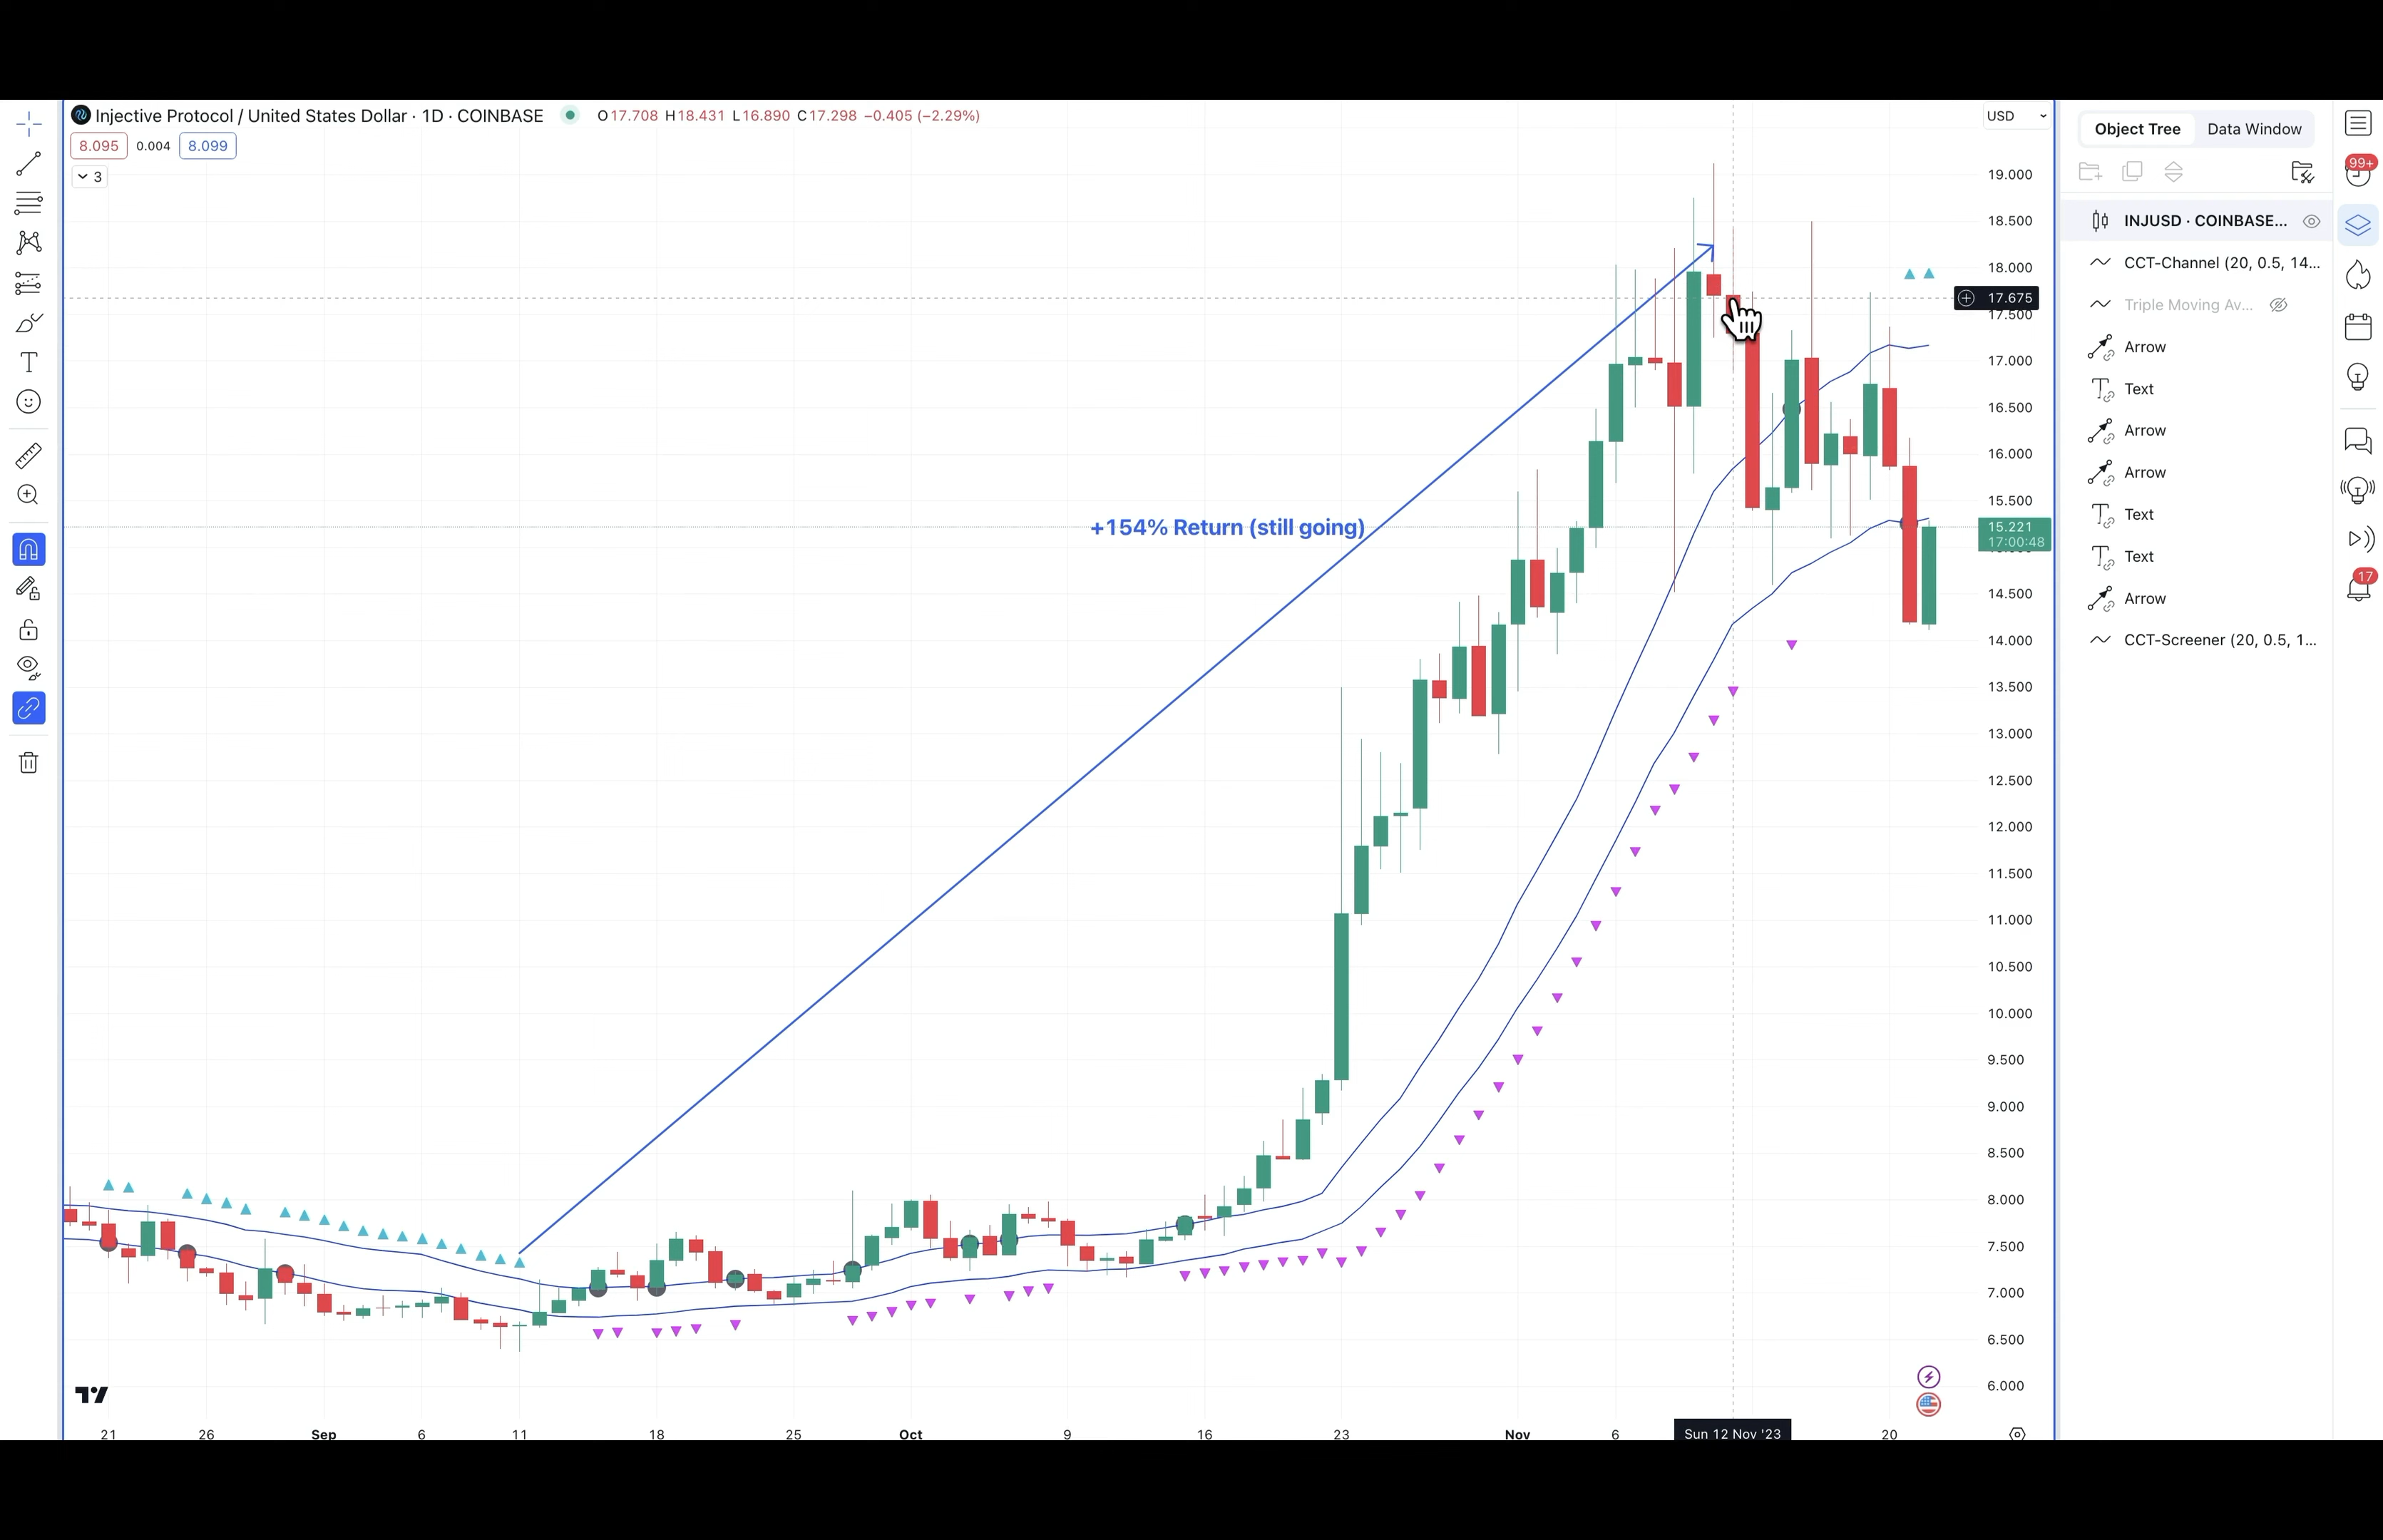 Injective Protocol / United States Dollar · 1D · COINBASE O17.708 H18.431 L16.890 C17.298 −0.405 (−2.29%)
8.095 0.004 8.099
3
USD
19.000
18.500
18.000
17.675
17.500
17.000
16.500
16.000
15.500
15.221
17:00:48
14.500
14.000
13.500
13.000
12.500
12.000
11.500
11.000
10.500
10.000
9.500
9.000
8.500
8.000
7.500
7.000
6.500
6.000
+154% Return (still going)
21 26 Sep 6 11 18 25 Oct 9 16 23 Nov 6 Sun 12 Nov '23 20
Object Tree Data Window
INJUSD · COINBASE...
CCT-Channel (20, 0.5, 14...
Triple Moving Av...
Arrow
Text
Arrow
Arrow
Text
Text
Arrow
CCT-Screener (20, 0.5, 1...
99+
17